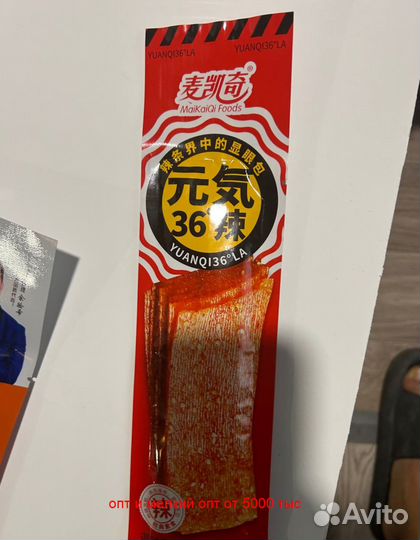 YUANQI36°LA
YUANQI36°LA
麦凯奇®
MaiKaiQi Foods
辣条界中的显眼包
元気
36°辣
YUANQI36°LA
опт и мелкий опт от 5000 тыс
辣
Avito